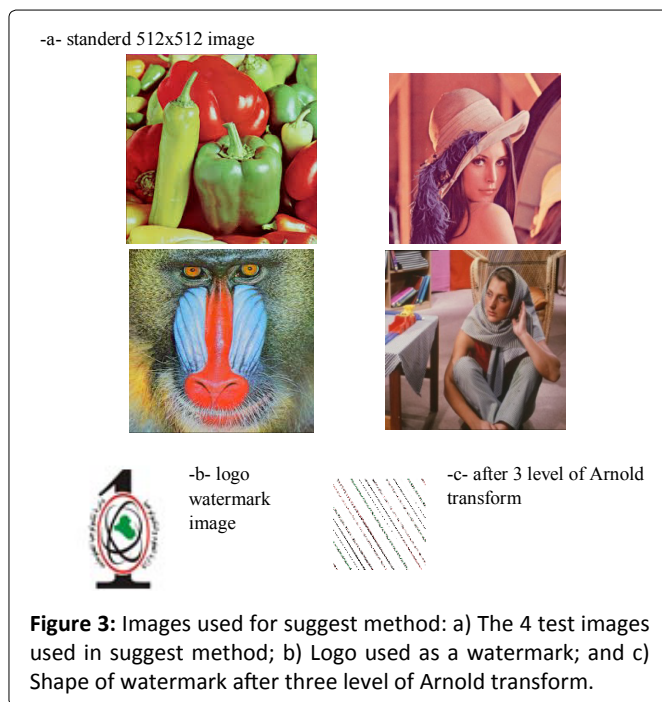 -a- standerd 512x512 image
-b- logo
watermark
image
-c- after 3 level of Arnold
transform
Figure 3: Images used for suggest method: a) The 4 test images
used in suggest method; b) Logo used as a watermark; and c)
Shape of watermark after three level of Arnold transform.